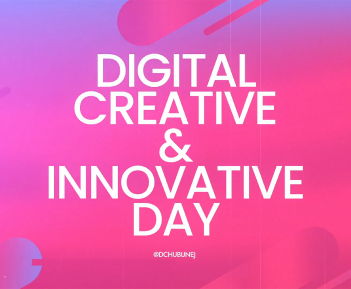 DIGITAL
CREATIVE
&
INNOVATIVE
DAY
@DCHUBUNEJ